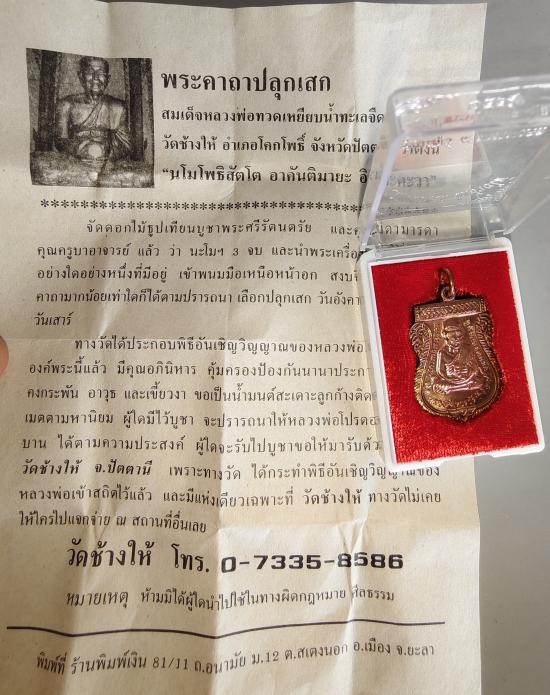 พระคาถาปลุกเสก
สมเด็จหลวงพ่อทวดเหยียบน้ำทะเลจืด
วัดช้างให้ อำเภอโคกโพธิ์ จังหวัดปัตตานี ดังนี้
"นโมโพธิสัตโต อาคันติมายะ อิติภะคะวา"
****************************************
จัดดอกไม้ธูปเทียนบูชาพระศรีรัตนตรัย และ มารดา
คุณครูบาอาจารย์ แล้ว ว่า นะโมฯ 3 จบ และนำพระเครื่อง
อย่างใดอย่างหนึ่งที่มีอยู่ เข้าพนมมือเหนือหน้าอก สงบ
คาถามากน้อยเท่าใดก็ได้ตามปรารถนา เลือกปลุกเสก วันอังคาร
วันเสาร์
ทางวัดได้ประกอบพิธีอันเชิญวิญญาณของหลวงพ่อ
องค์พระนี้แล้ว มีคุณอภินิหาร คุ้มครองป้องกันนานาประการ
คงกระพัน อาวุธ และเขี้ยวงา ขอเป็นน้ำมนต์สะเดาะลูกก้างติด
เมตตามหานิยม ผู้ใดมีไว้บูชา จะปรารถนาให้หลวงพ่อโปรด
บาน ได้ตามความประสงค์ ผู้ใดจะรับไปบูชาขอให้มารับด้วย
วัดช้างให้ จ.ปัตตานี เพราะทางวัด ได้กระทำพิธีอันเชิญวิญญาณของ
หลวงพ่อเข้าสถิตไว้แล้ว และมีแห่งเดียวเฉพาะที่ วัดช้างให้ ทางวัดไม่เคย
ให้ใครไปแจกจ่าย ณ สถานที่อื่นเลย
วัดช้างให้ โทร. 0-7335-8586
หมายเหตุ ห้ามมิได้ผู้ใดนำไปใช้ในทางผิดกฎหมาย ศีลธรรม
พิมพ์ที่ ร้านพิมพ์เงิน 81/11 ถ.อนามัย ม.12 ต.สเตงนอก อ.เมือง จ.ยะลา